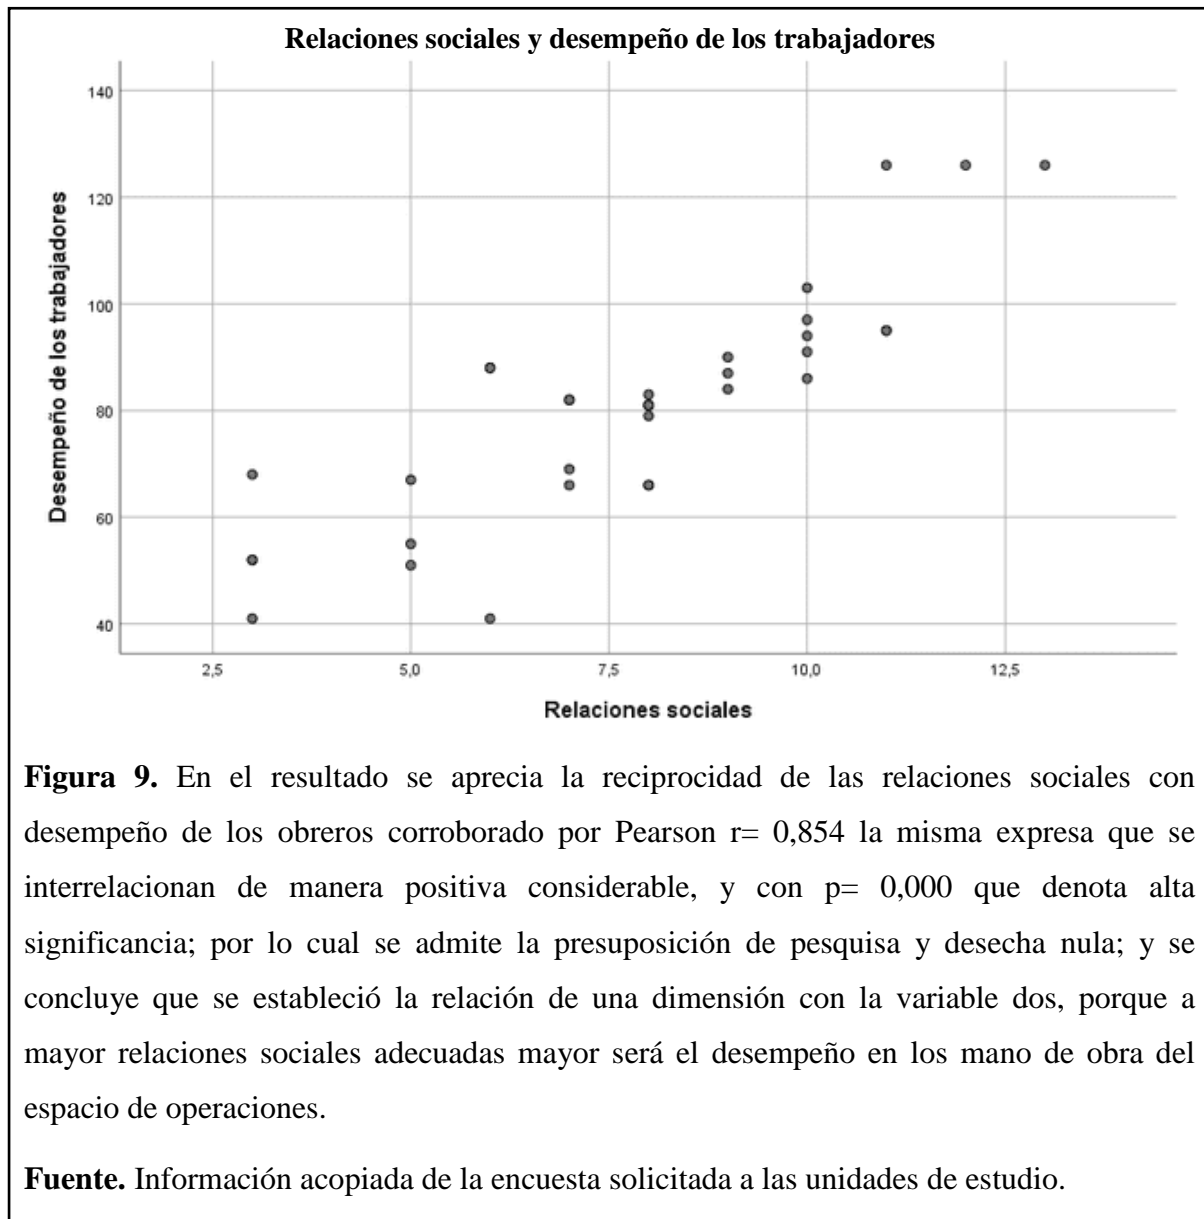 Relaciones sociales y desempeño de los trabajadores
140
120
100
80
60
40
Desempeño de los trabajadores
2,5 5,0 7,5 10,0 12,5
Relaciones sociales
Figura 9. En el resultado se aprecia la reciprocidad de las relaciones sociales con
desempeño de los obreros corroborado por Pearson r= 0,854 la misma expresa que se
interrelacionan de manera positiva considerable, y con p= 0,000 que denota alta
significancia; por lo cual se admite la presuposición de pesquisa y desecha nula; y se
concluye que se estableció la relación de una dimensión con la variable dos, porque a
mayor relaciones sociales adecuadas mayor será el desempeño en los mano de obra del
espacio de operaciones.
Fuente. Información acopiada de la encuesta solicitada a las unidades de estudio.